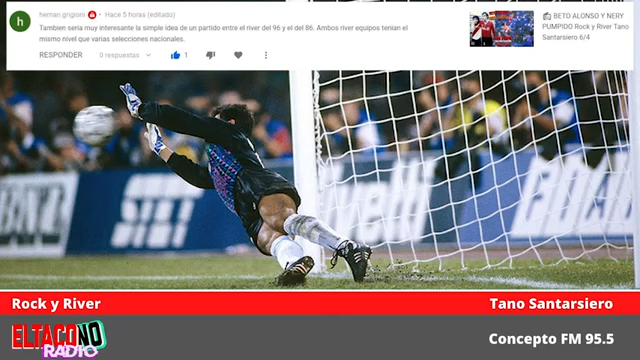 hernan grigioni • Hace 5 horas (editado)
Tambien seria muy interesante la simple idea de un partido entre el river del 96 y el del 86. Ambos river equipos tenian el
mismo nivel que varias selecciones nacionales.
RESPONDER 0 respuestas 1
h
BETO ALONSO Y NERY
PUMPIDO Rock y River Tano
Santarsiero 6/4
Rock y River
Tano Santarsiero
ELTACONO
RADIO
Concepto FM 95.5